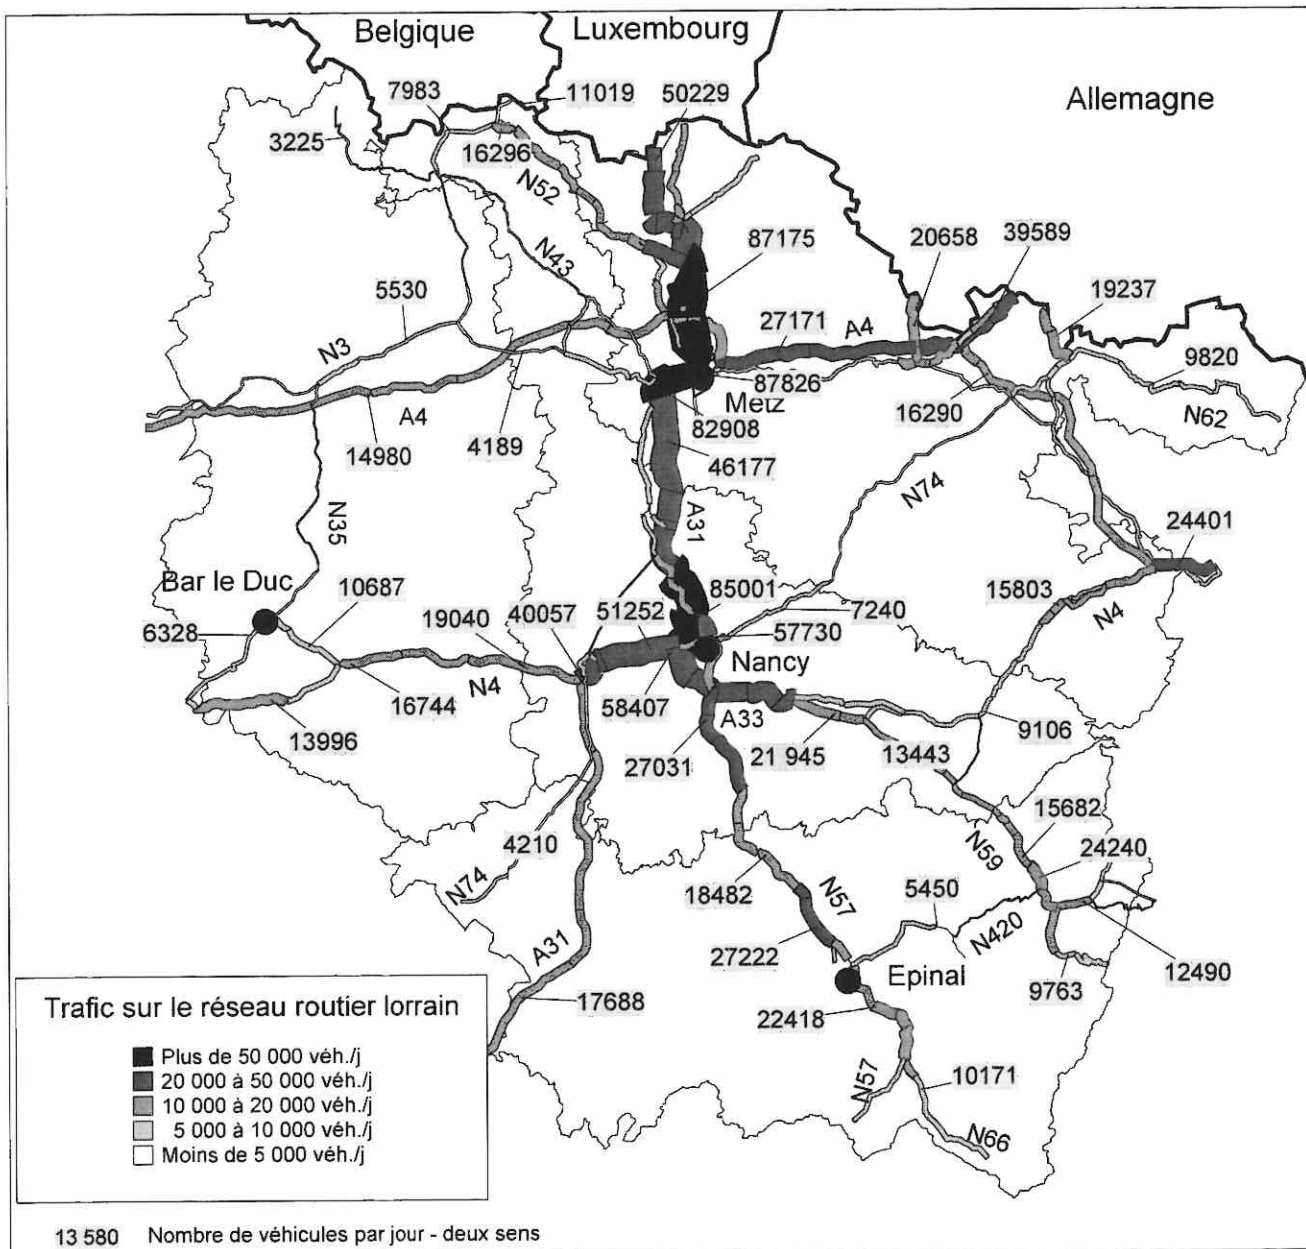 Belgique
Luxembourg
Allemagne
7983
11019
50229
3225
16296
N52
87175
20658
39589
N43
5530
19237
27171
A4
N3
9820
87826
Metz
16290
N62
A4
82908
14980
4189
46177
N74
N35
A31
24401
Bar le Duc
10687
85001
15803
6328
19040
40057
51252
7240
N4
57730
Nancy
N4
16744
58407
A33
13996
27031
21 945
13443
9106
15682
4210
N59
24240
N74
18482
N57
5450
N420
A31
27222
Epinal
12490
9763
17688
22418
N57
10171
N66
Trafic sur le réseau routier lorrain
Plus de 50 000 véh./j
20 000 à 50 000 véh./j
10 000 à 20 000 véh./j
5 000 à 10 000 véh./j
Moins de 5 000 véh./j
13 580 Nombre de véhicules par jour - deux sens